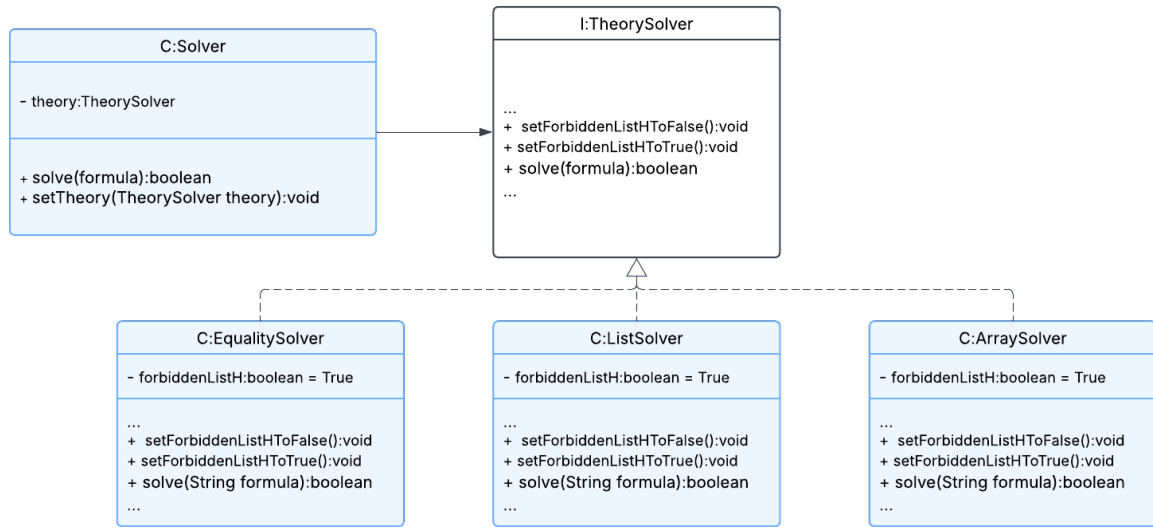 C:Solver
- theory:TheorySolver
+ solve(formula):boolean
+ setTheory(TheorySolver theory):void
I:TheorySolver
...
+ setForbiddenListHToFalse():void
+ setForbiddenListHToTrue():void
+ solve(formula):boolean
...
C:EqualitySolver
- forbiddenListH:boolean = True
...
+ setForbiddenListHToFalse():void
+ setForbiddenListHToTrue():void
+ solve(String formula):boolean
...
C:ListSolver
- forbiddenListH:boolean = True
...
+ setForbiddenListHToFalse():void
+ setForbiddenListHToTrue():void
+ solve(String formula):boolean
...
C:ArraySolver
- forbiddenListH:boolean = True
...
+ setForbiddenListHToFalse():void
+ setForbiddenListHToTrue():void
+ solve(String formula):boolean
...